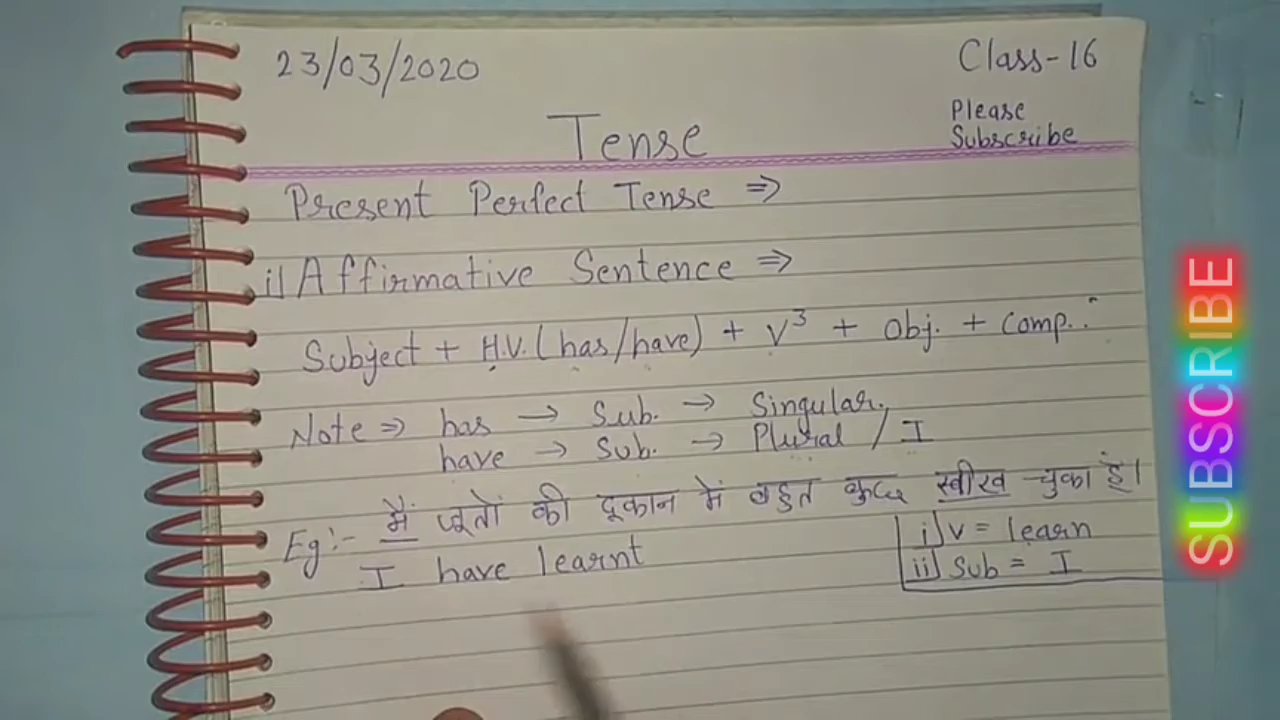 23/03/2020
Class-16
Please
Subscribe
Tense
Present Perfect Tense ⇒
i) Affirmative Sentence ⇒
Subject + H.V. (has/have) + V³ + Obj. + Comp..
Note ⇒ has → Sub. → Singular.
have → Sub. → Plural / I
Eg:- मैं जूतों की दूकान में बहुत कुछ सीख चुका हूं।
I have learnt
i) V = learn
ii) Sub = I
SUBSCRIBE